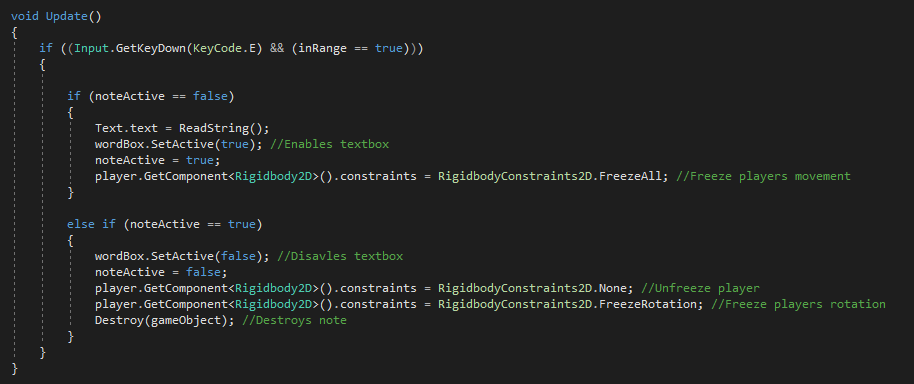 void Update()
{
if ((Input.GetKeyDown(KeyCode.E) && (inRange == true)))
{
if (noteActive == false)
{
Text.text = ReadString();
wordBox.SetActive(true); //Enables textbox
noteActive = true;
player.GetComponent<Rigidbody2D>().constraints = RigidbodyConstraints2D.FreezeAll; //Freeze players movement
}
else if (noteActive == true)
{
wordBox.SetActive(false); //Disavles textbox
noteActive = false;
player.GetComponent<Rigidbody2D>().constraints = RigidbodyConstraints2D.None; //Unfreeze player
player.GetComponent<Rigidbody2D>().constraints = RigidbodyConstraints2D.FreezeRotation; //Freeze players rotation
Destroy(gameObject); //Destroys note
}
}
}